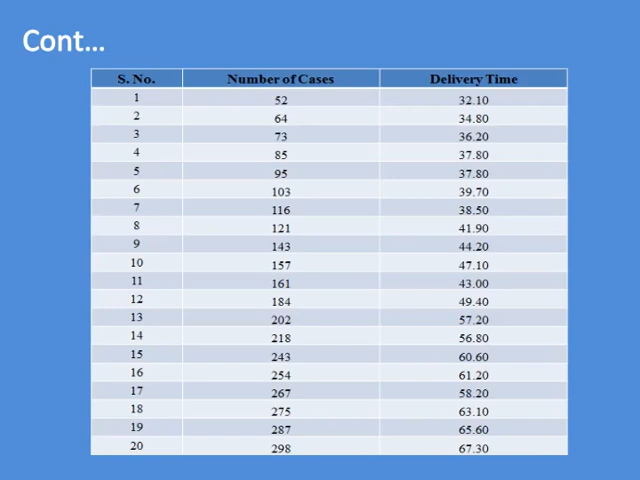 Cont...
S. No. Number of Cases Delivery Time
1 52 32.10
2 64 34.80
3 73 36.20
4 85 37.80
5 95 37.80
6 103 39.70
7 116 38.50
8 121 41.90
9 143 44.20
10 157 47.10
11 161 43.00
12 184 49.40
13 202 57.20
14 218 56.80
15 243 60.60
16 254 61.20
17 267 58.20
18 275 63.10
19 287 65.60
20 298 67.30